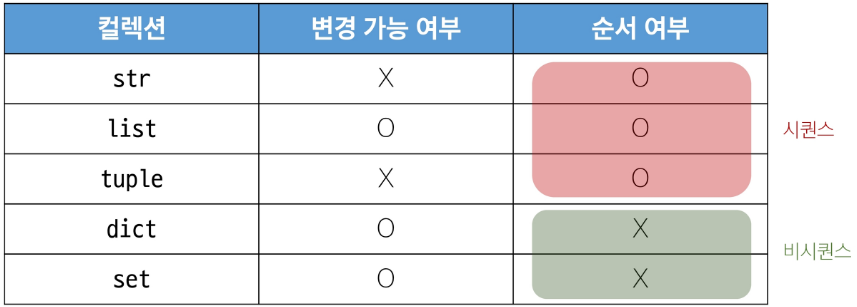 컬렉션 변경 가능 여부 순서 여부
str X O
list O O 시퀀스
tuple X O
dict O X 비시퀀스
set O X